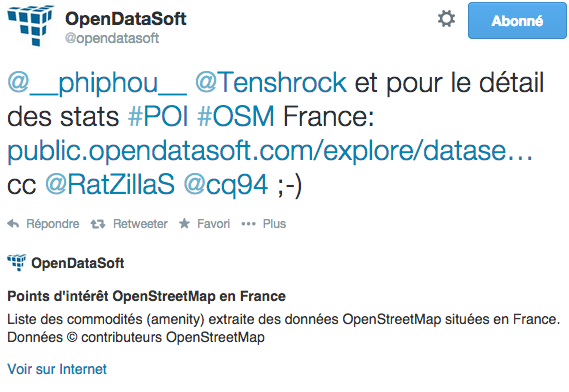 OpenDataSoft
@opendatasoft
Abonné
@__phiphou__ @Tenshrock et pour le détail
des stats #POI #OSM France:
public.opendatasoft.com/explore/datase…
cc @RatZillaS @cq94 ;-)
Répondre Retweeter Favori Plus
OpenDataSoft
Points d'intérêt OpenStreetMap en France
Liste des commodités (amenity) extraite des données OpenStreetMap situées en France.
Données © contributeurs OpenStreetMap
Voir sur Internet